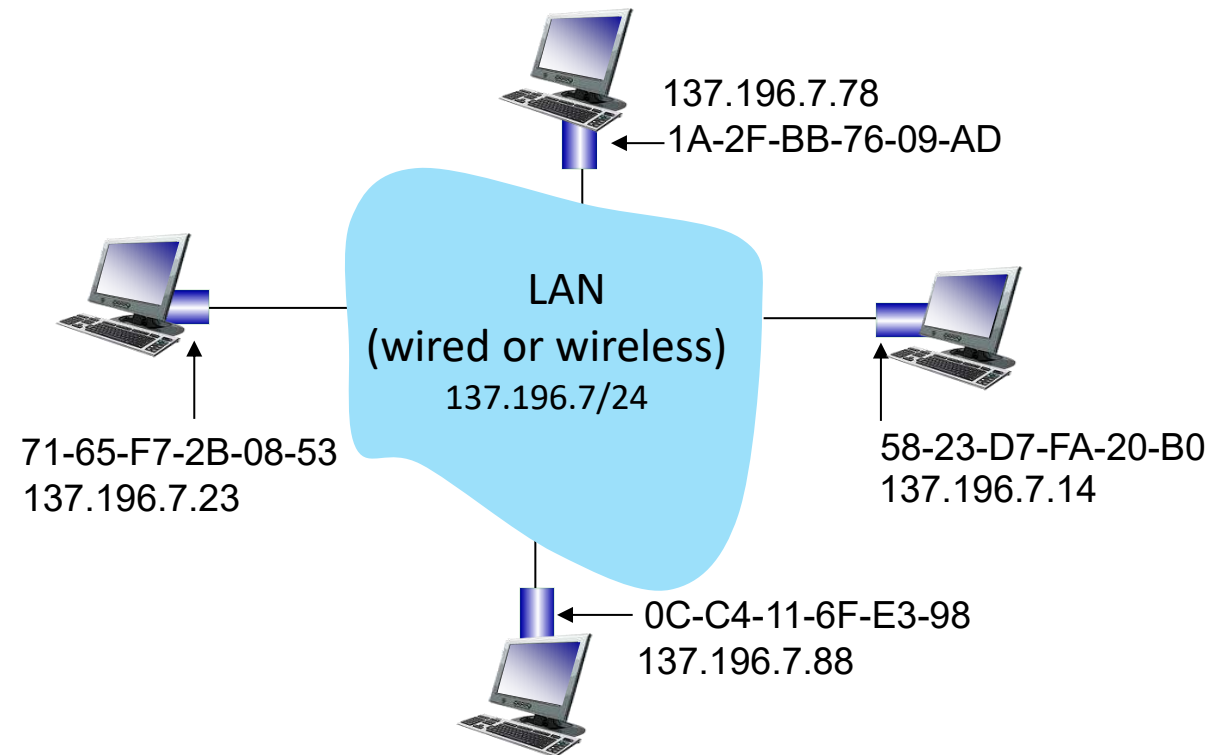 137.196.7.78
1A-2F-BB-76-09-AD
LAN
(wired or wireless)
137.196.7/24
71-65-F7-2B-08-53
137.196.7.23
58-23-D7-FA-20-B0
137.196.7.14
0C-C4-11-6F-E3-98
137.196.7.88